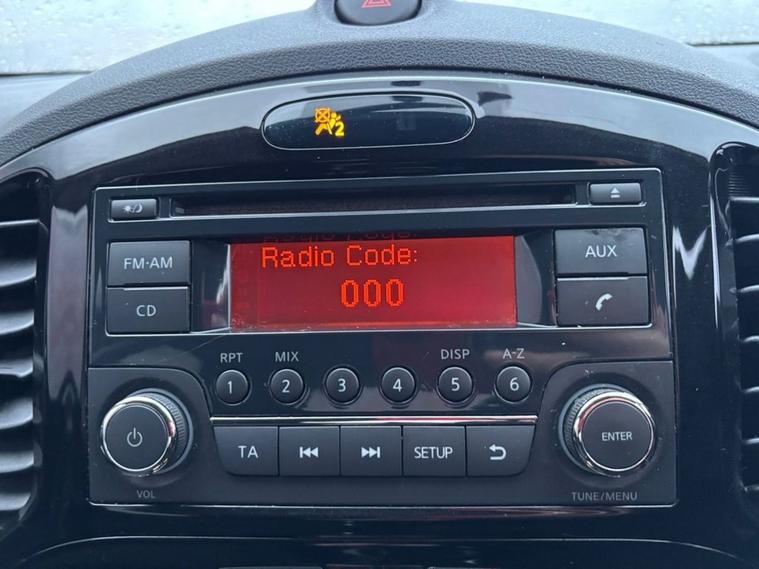 2
FM·AM
CD
Radio Code:
000
AUX
RPT
MIX
DISP
A-Z
1
2
3
4
5
6
TA
SETUP
ENTER
VOL
TUNE/MENU